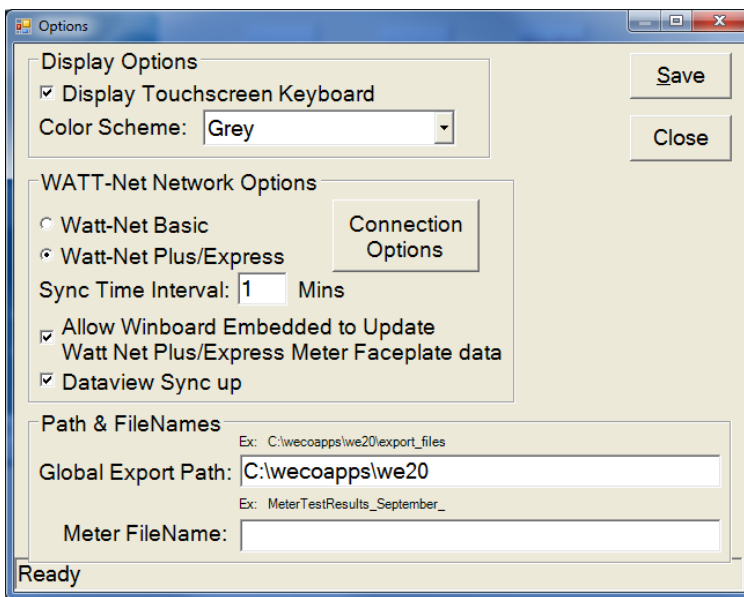 Options
Display Options
Display Touchscreen Keyboard
Color Scheme: Grey
Save
Close
WATT-Net Network Options
Watt-Net Basic
Watt-Net Plus/Express
Connection
Options
Sync Time Interval: 1 Mins
Allow Winboard Embedded to Update
Watt Net Plus/Express Meter Faceplate data
Dataview Sync up
Path & FileNames
Ex: C:\wecoapps\we20\export_files
Global Export Path: C:\wecoapps\we20
Ex: MeterTestResults_September_
Meter FileName:
Ready